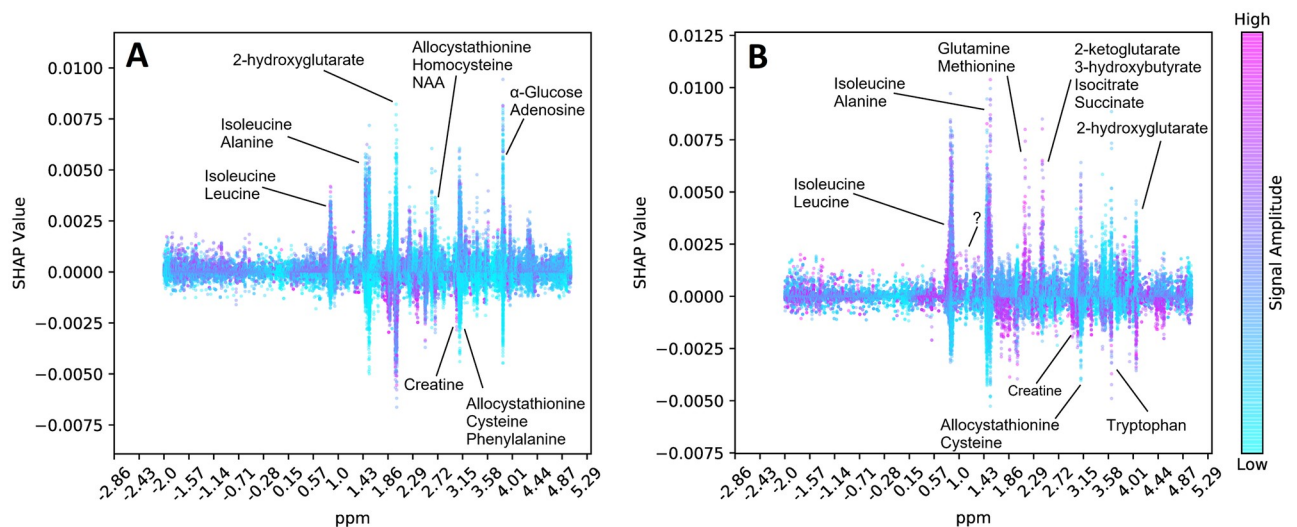 A
SHAP Value
0.0100
0.0075
0.0050
0.0025
0.0000
−0.0025
−0.0050
−0.0075
2-hydroxyglutarate
Allocystathionine
Homocysteine
NAA
α-Glucose
Adenosine
Isoleucine
Alanine
Isoleucine
Leucine
Creatine
Allocystathionine
Cysteine
Phenylalanine
-2.86 -2.43 -2.0 -1.57 -1.14 -0.71 -0.28 0.15 0.57 1.0 1.43 1.86 2.29 2.72 3.15 3.58 4.01 4.44 4.87 5.29
ppm
B
SHAP Value
0.0125
0.0100
0.0075
0.0050
0.0025
0.0000
−0.0025
−0.0050
−0.0075
Glutamine
Methionine
2-ketoglutarate
3-hydroxybutyrate
Isocitrate
Succinate
Isoleucine
Alanine
2-hydroxyglutarate
Isoleucine
Leucine
?
Creatine
Allocystathionine
Cysteine
Tryptophan
-2.86 -2.43 -2.0 -1.57 -1.14 -0.71 -0.28 0.15 0.57 1.0 1.43 1.86 2.29 2.72 3.15 3.58 4.01 4.44 4.87 5.29
ppm
High
Signal Amplitude
Low